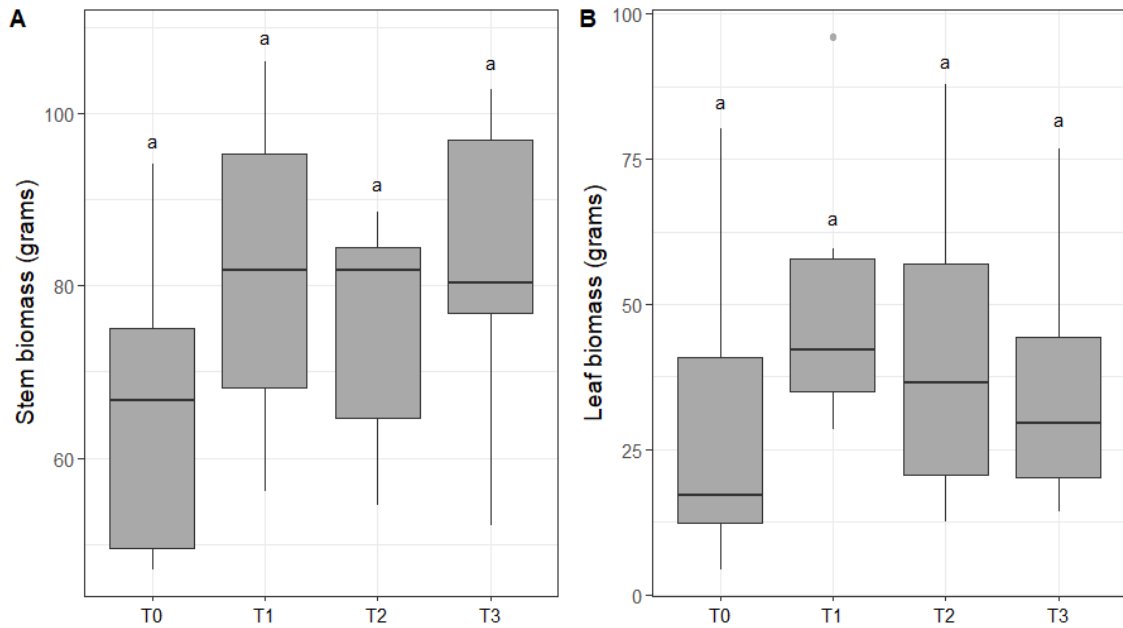 A
Stem biomass (grams)
100
80
60
a
a
a
a
T0
T1
T2
T3
B
Leaf biomass (grams)
100
75
50
25
0
a
a
a
a
T0
T1
T2
T3